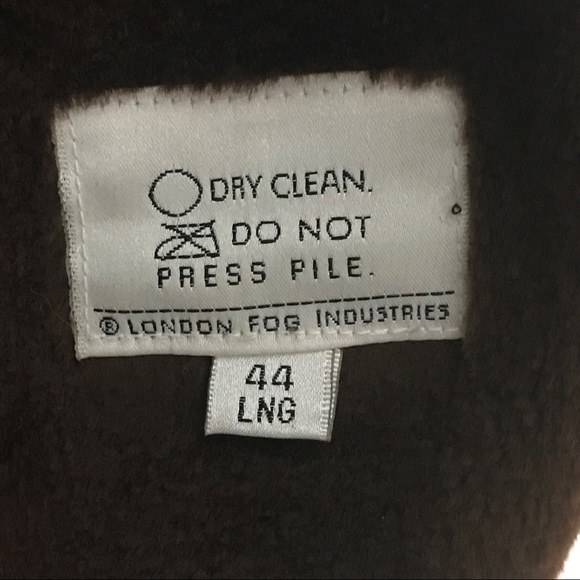 DRY CLEAN.
DO NOT
PRESS PILE.
® LONDON FOG INDUSTRIES
44
LNG